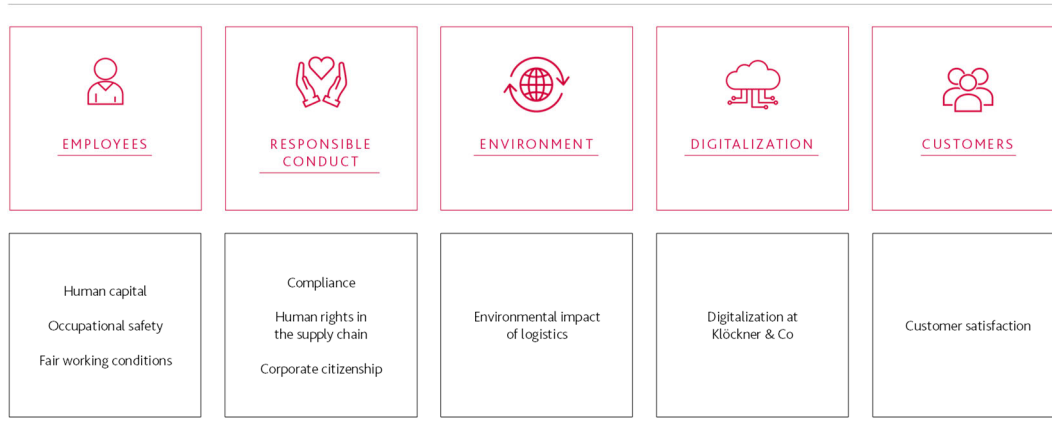 EMPLOYEES
RESPONSIBLE
CONDUCT
ENVIRONMENT
DIGITALIZATION
CUSTOMERS
Human capital
Occupational safety
Fair working conditions
Compliance
Human rights in
the supply chain
Corporate citizenship
Environmental impact
of logistics
Digitalization at
Klöckner & Co
Customer satisfaction